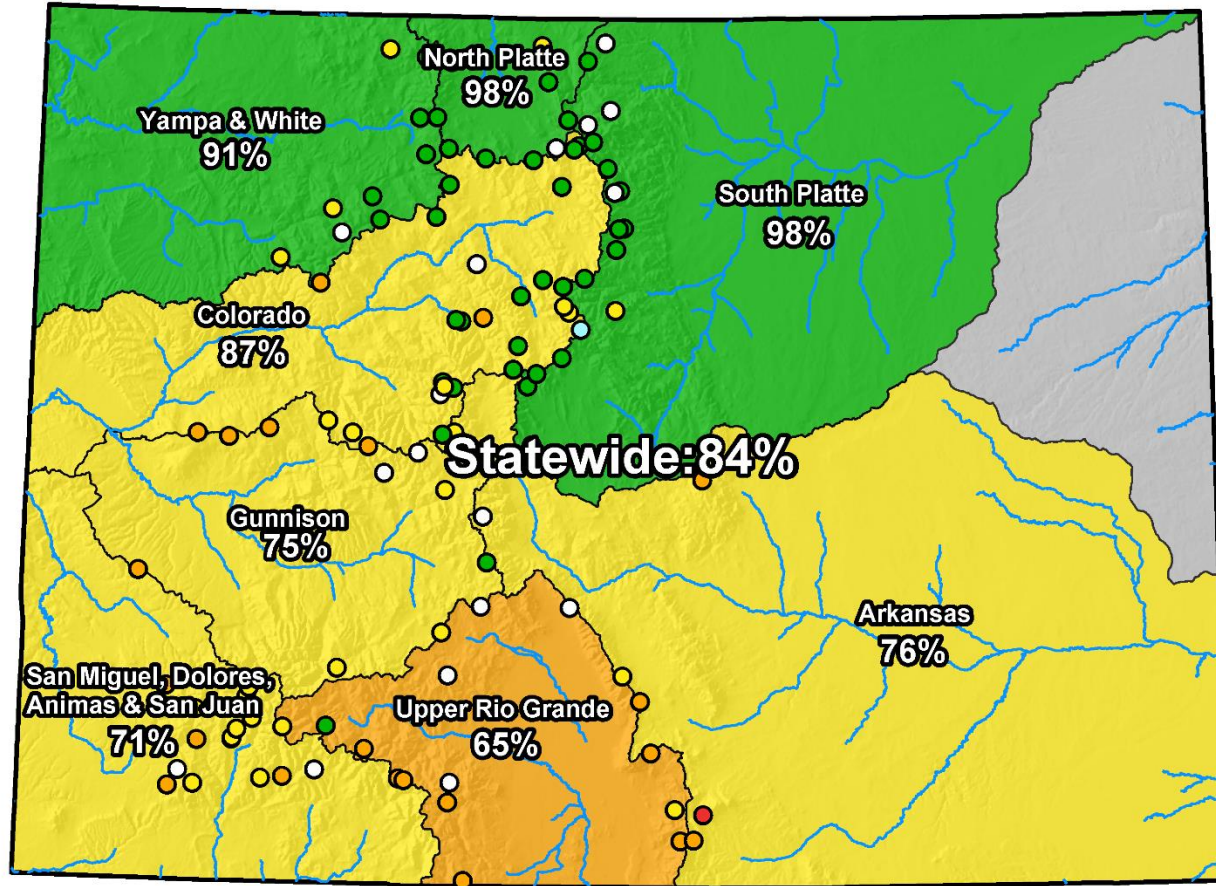 North Platte
98%
Yampa & White
91%
South Platte
98%
Colorado
87%
Statewide:84%
Gunnison
75%
Arkansas
76%
San Miguel, Dolores,
Animas & San Juan
71%
Upper Rio Grande
65%